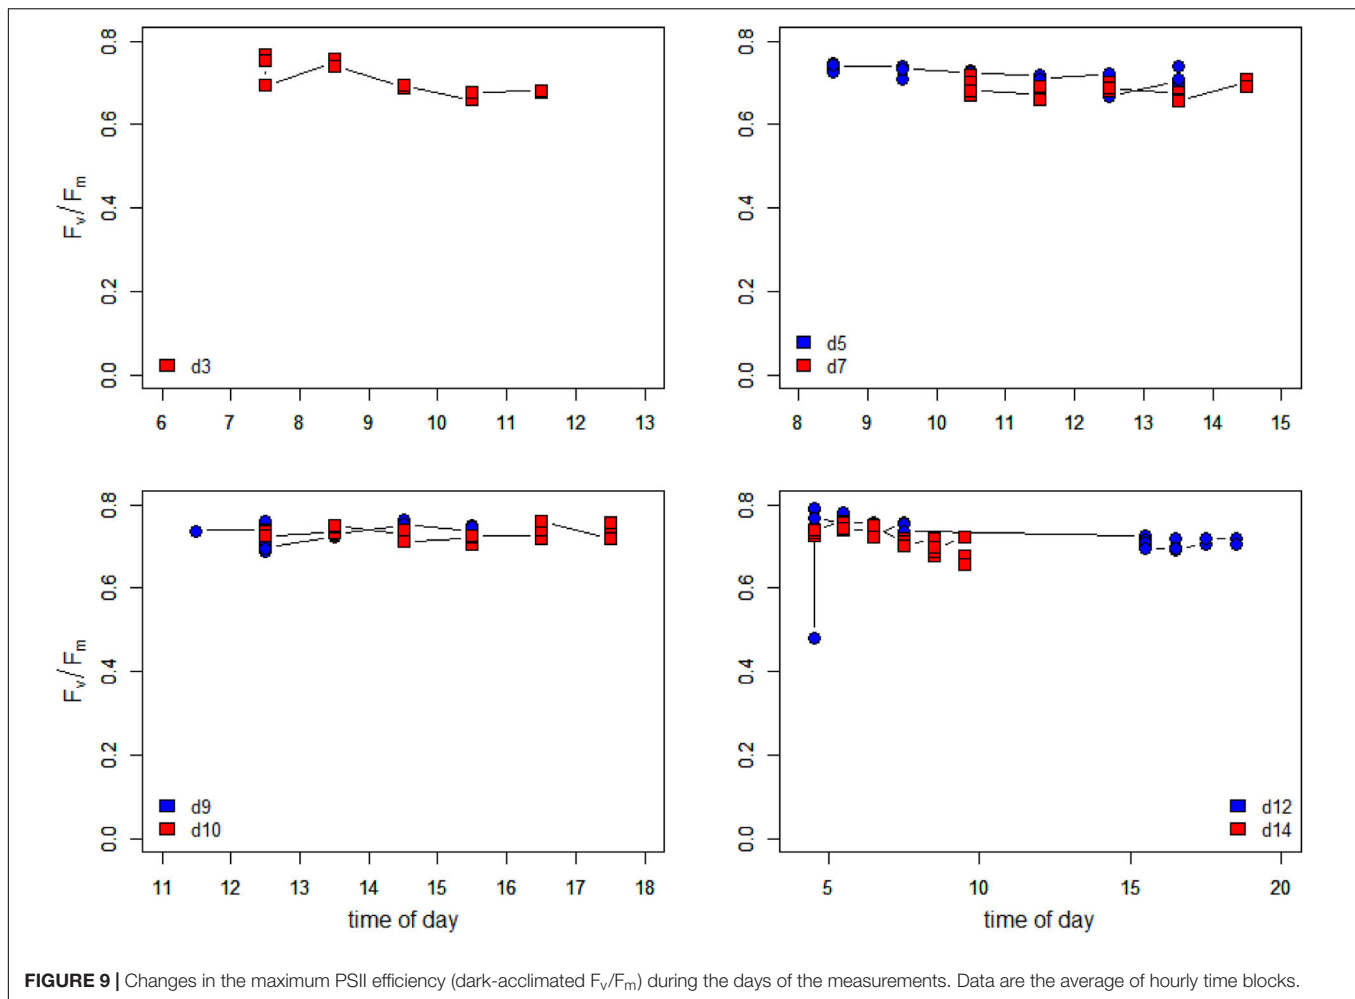 0.8
0.6
0.4
0.2
0.0
Fv/Fm
d3
6 7 8 9 10 11 12 13
0.8
0.6
0.4
0.2
0.0
d5
d7
8 9 10 11 12 13 14 15
0.8
0.6
0.4
0.2
0.0
Fv/Fm
d9
d10
11 12 13 14 15 16 17 18
time of day
0.8
0.6
0.4
0.2
0.0
d12
d14
5 10 15 20
time of day
FIGURE 9 | Changes in the maximum PSII efficiency (dark-acclimated Fv/Fm) during the days of the measurements. Data are the average of hourly time blocks.